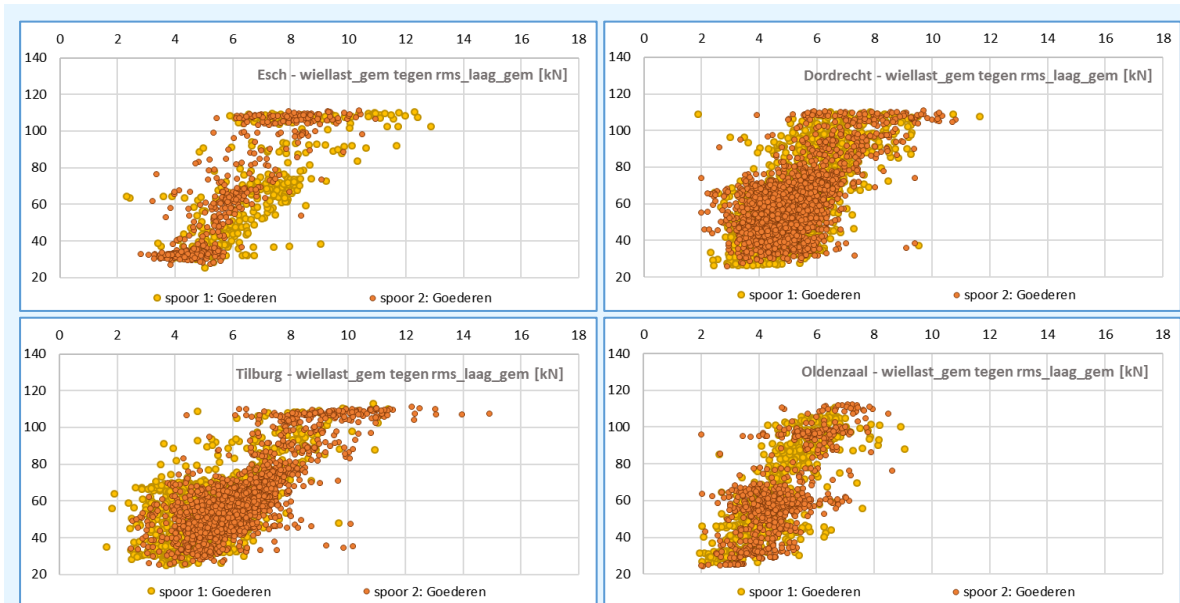 0 2 4 6 8 10 12 14 16 18
140
Esch - wiellast_gem tegen rms_laag_gem [kN]
120
100
80
60
40
20
spoor 1: Goederen spoor 2: Goederen
0 2 4 6 8 10 12 14 16 18
140
Dordrecht - wiellast_gem tegen rms_laag_gem [kN]
120
100
80
60
40
20
spoor 1: Goederen spoor 2: Goederen
0 2 4 6 8 10 12 14 16 18
140
Tilburg - wiellast_gem tegen rms_laag_gem [kN]
120
100
80
60
40
20
spoor 1: Goederen spoor 2: Goederen
0 2 4 6 8 10 12 14 16 18
140
Oldenzaal - wiellast_gem tegen rms_laag_gem [kN]
120
100
80
60
40
20
spoor 1: Goederen spoor 2: Goederen